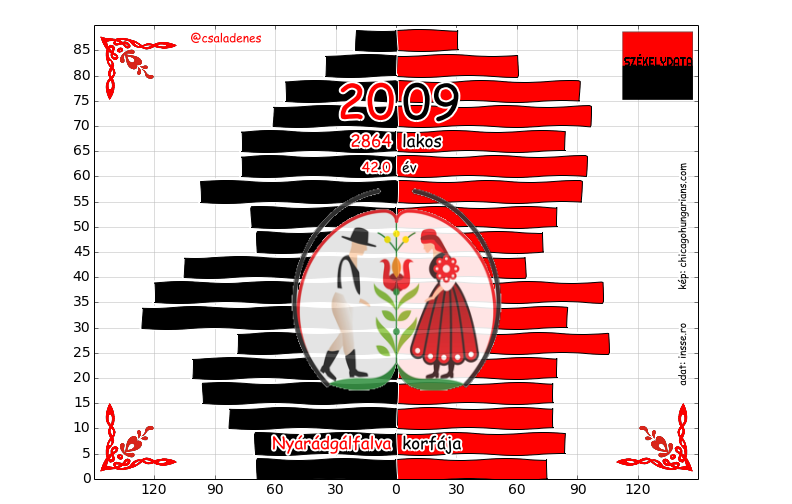 @csaladenes
SZÉKELYDATA
2009
2864 lakos
42.0 év
kép: chicagohungarians.com
adat: insse.ro
Nyárádgálfalva korfája
85
80
75
70
65
60
55
50
45
40
35
30
25
20
15
10
5
0
120 90 60 30 0 30 60 90 120